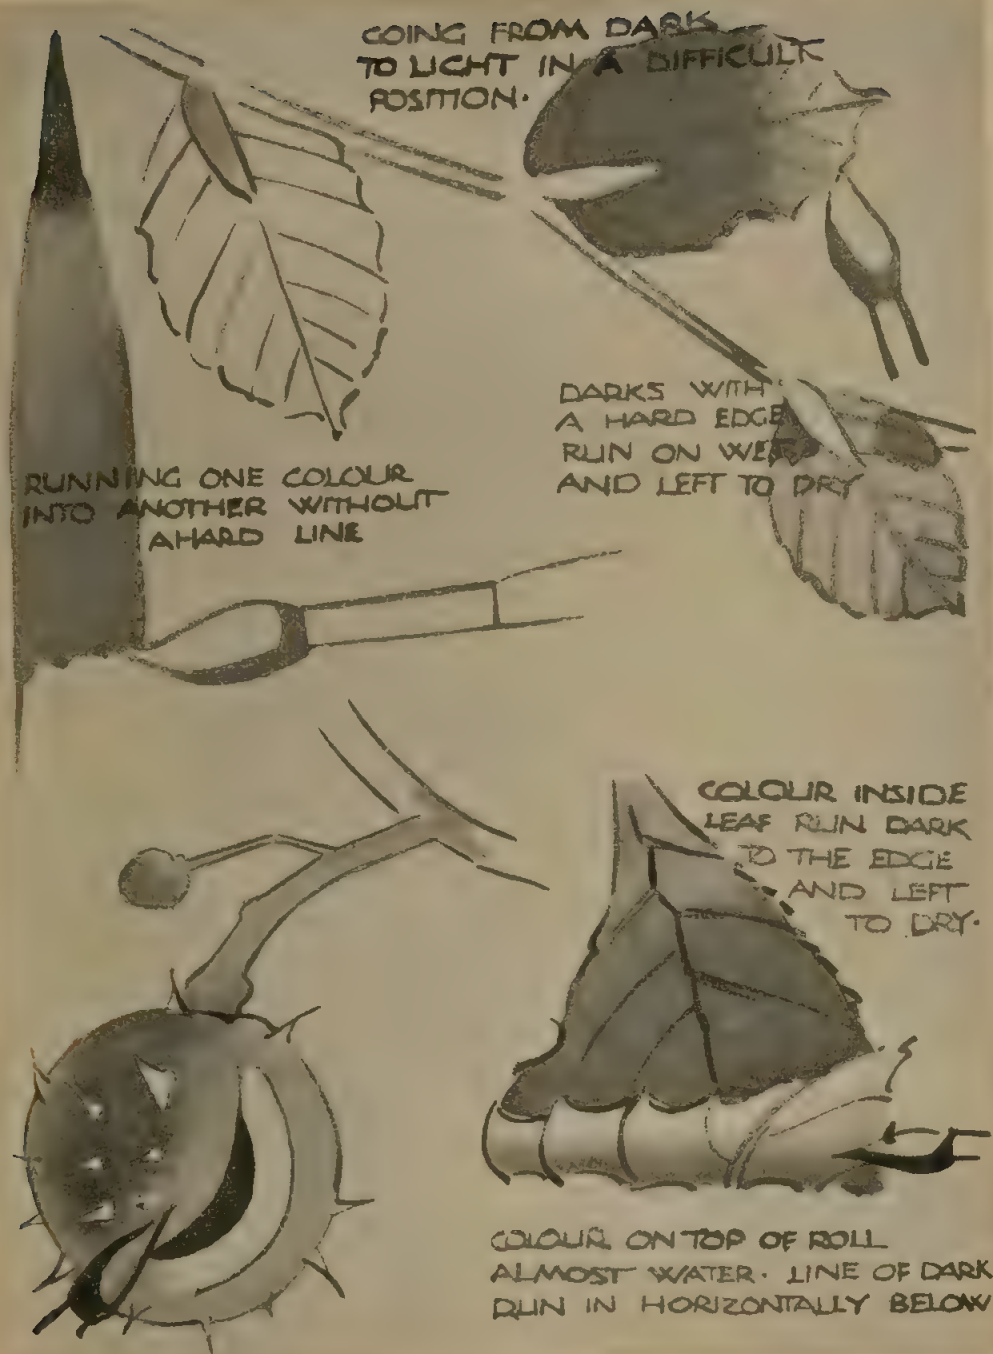 GOING FROM DARK
TO LIGHT IN A DIFFICULT
POSITION.
DARKS WITH
A HARD EDGE
RUN ON WET
AND LEFT TO DRY
RUNNING ONE COLOUR
INTO ANOTHER WITHOUT
AHARD LINE
COLOUR INSIDE
LEAF RUN DARK
TO THE EDGE
AND LEFT
TO DRY.
COLOUR ON TOP OF ROLL
ALMOST WATER. LINE OF DARK
RUN IN HORIZONTALLY BELOW